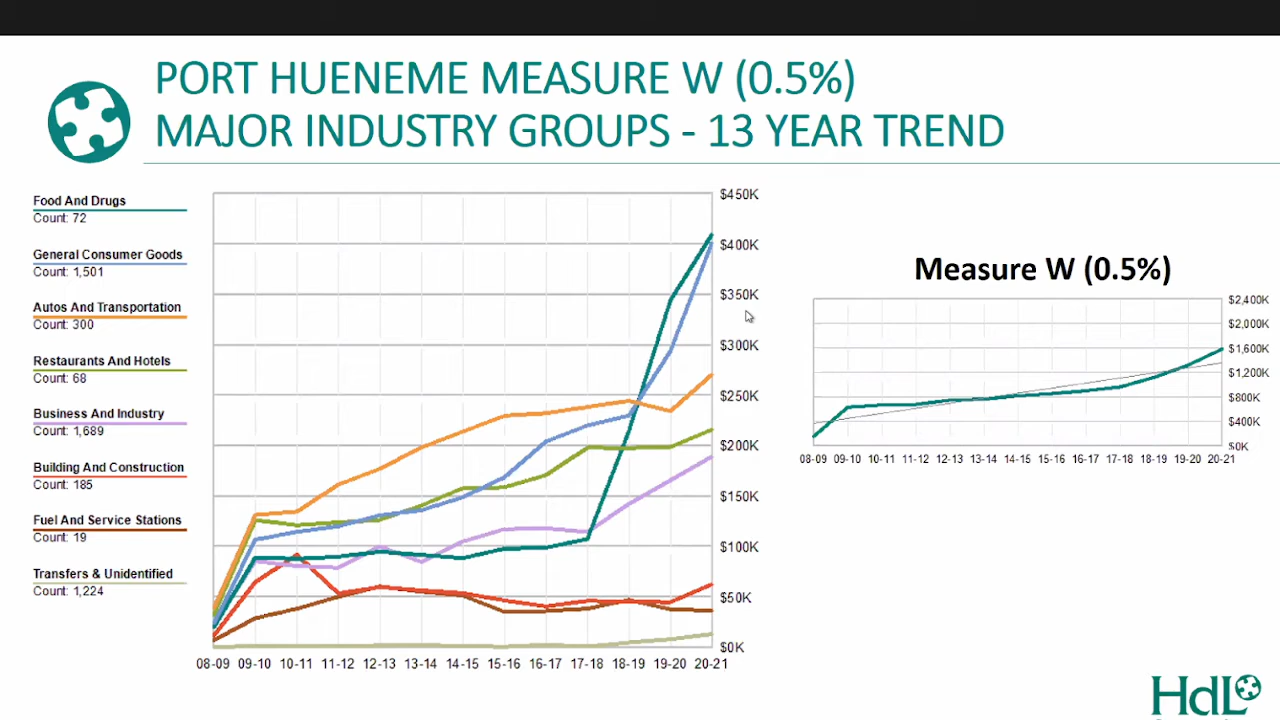 PORT HUENEME MEASURE W (0.5%)
MAJOR INDUSTRY GROUPS - 13 YEAR TREND
Food And Drugs
Count: 72
General Consumer Goods
Count: 1,501
Autos And Transportation
Count: 300
Restaurants And Hotels
Count: 68
Business And Industry
Count: 1,689
Building And Construction
Count: 185
Fuel And Service Stations
Count: 19
Transfers & Unidentified
Count: 1,224
$450K
$400K
$350K
$300K
$250K
$200K
$150K
$100K
$50K
$0K
08-09 09-10 10-11 11-12 12-13 13-14 14-15 15-16 16-17 17-18 18-19 19-20 20-21
Measure W (0.5%)
$2,400K
$2,000K
$1,600K
$1,200K
$800K
$400K
$0K
08-09 09-10 10-11 11-12 12-13 13-14 14-15 15-16 16-17 17-18 18-19 19-20 20-21
HdL